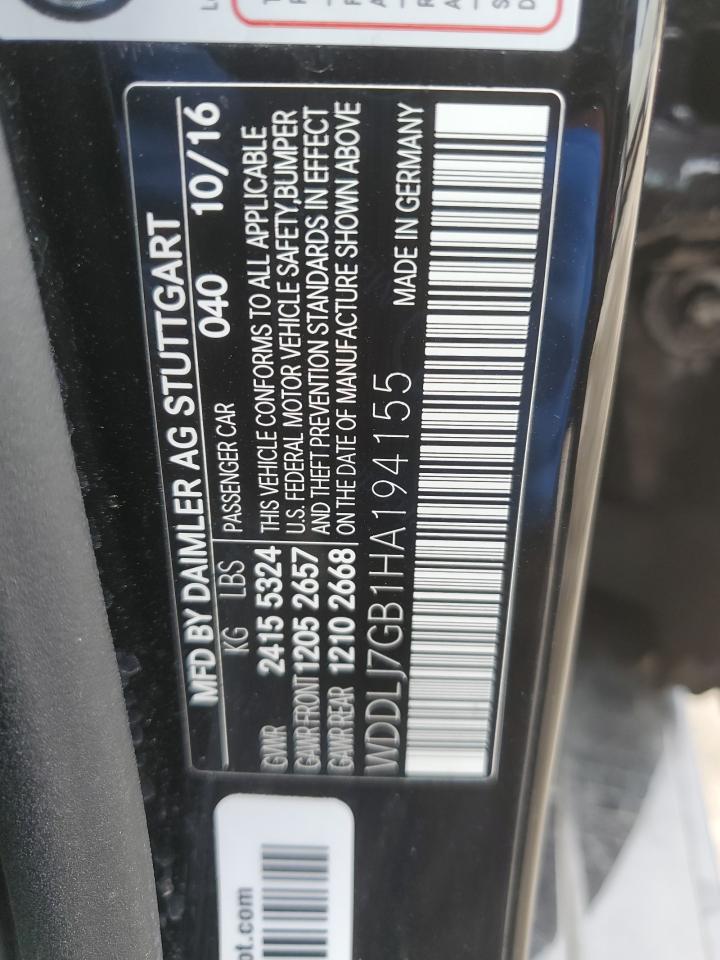 MFD BY DAIMLER AG STUTTGART 040 10/16
KG LBS PASSENGER CAR
GVWR 2415 5324 THIS VEHICLE CONFORMS TO ALL APPLICABLE
GAWR FRONT 1205 2657 U.S. FEDERAL MOTOR VEHICLE SAFETY,BUMPER
GAWR REAR 1210 2668 AND THEFT PREVENTION STANDARDS IN EFFECT
ON THE DATE OF MANUFACTURE SHOWN ABOVE
WDDLJ7GB1HA194155 MADE IN GERMANY